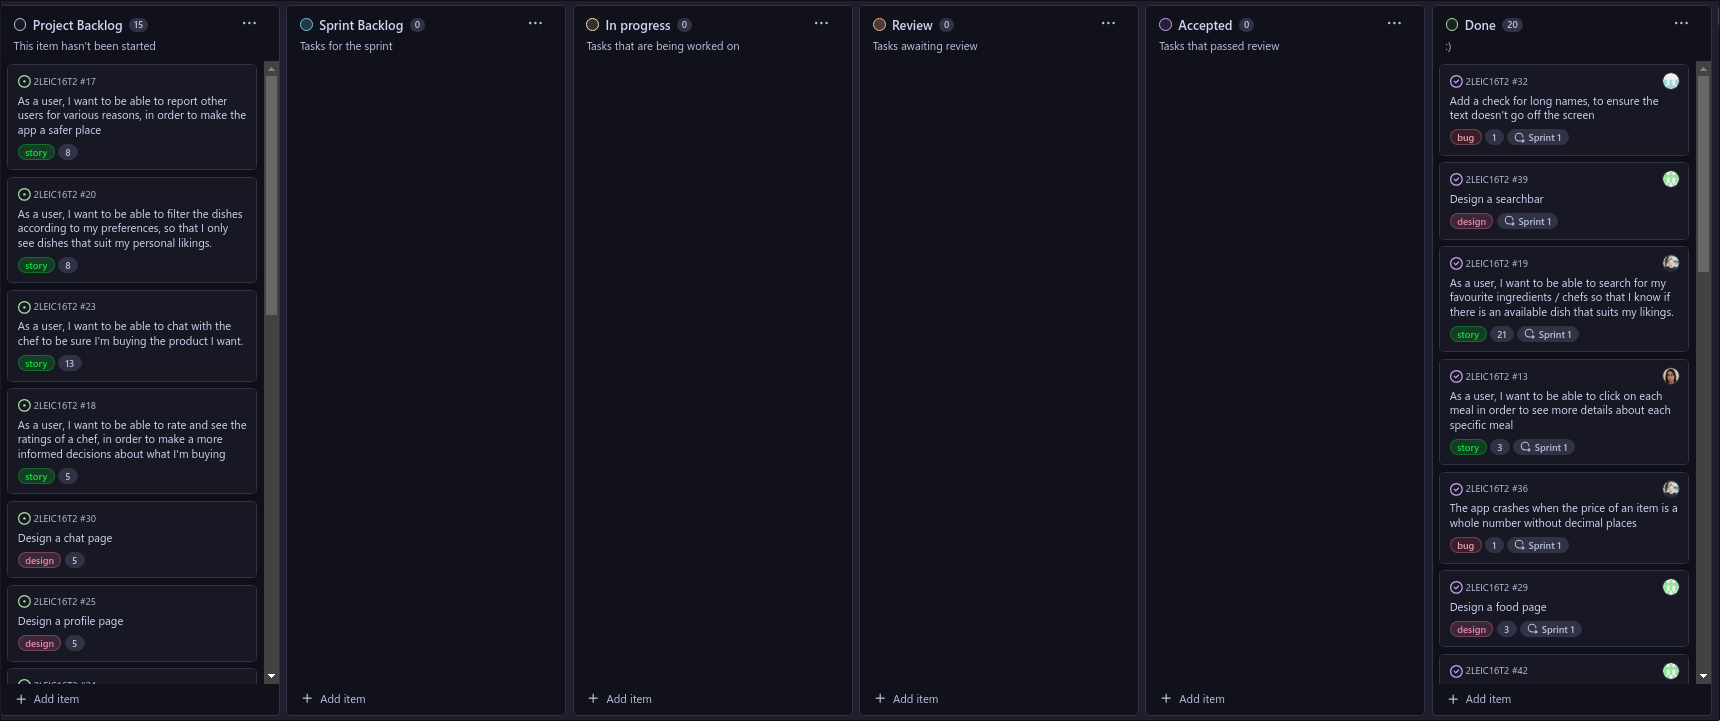 Project Backlog 15
This item hasn't been started
2LEIC16T2 #17
As a user, I want to be able to report other
users for various reasons, in order to make the
app a safer place
story 8
2LEIC16T2 #20
As a user, I want to be able to filter the dishes
according to my preferences, so that I only
see dishes that suit my personal likings.
story 8
2LEIC16T2 #23
As a user, I want to be able to chat with the
chef to be sure I'm buying the product I want.
story 13
2LEIC16T2 #18
As a user, I want to be able to rate and see the
ratings of a chef, in order to make a more
informed decisions about what I'm buying
story 5
2LEIC16T2 #30
Design a chat page
design 5
2LEIC16T2 #25
Design a profile page
design 5
Add item
Sprint Backlog 0
Tasks for the sprint
Add item
In progress 0
Tasks that are being worked on
Add item
Review 0
Tasks awaiting review
Add item
Accepted 0
Tasks that passed review
Add item
Done 20
:)
2LEIC16T2 #32
Add a check for long names, to ensure the
text doesn't go off the screen
bug 1 Sprint 1
2LEIC16T2 #39
Design a searchbar
design Sprint 1
2LEIC16T2 #19
As a user, I want to be able to search for my
favourite ingredients / chefs so that I know if
there is an available dish that suits my likings.
story 21 Sprint 1
2LEIC16T2 #13
As a user, I want to be able to click on each
meal in order to see more details about each
specific meal
story 3 Sprint 1
2LEIC16T2 #36
The app crashes when the price of an item is a
whole number without decimal places
bug 1 Sprint 1
2LEIC16T2 #29
Design a food page
design 3 Sprint 1
2LEIC16T2 #42
Add item